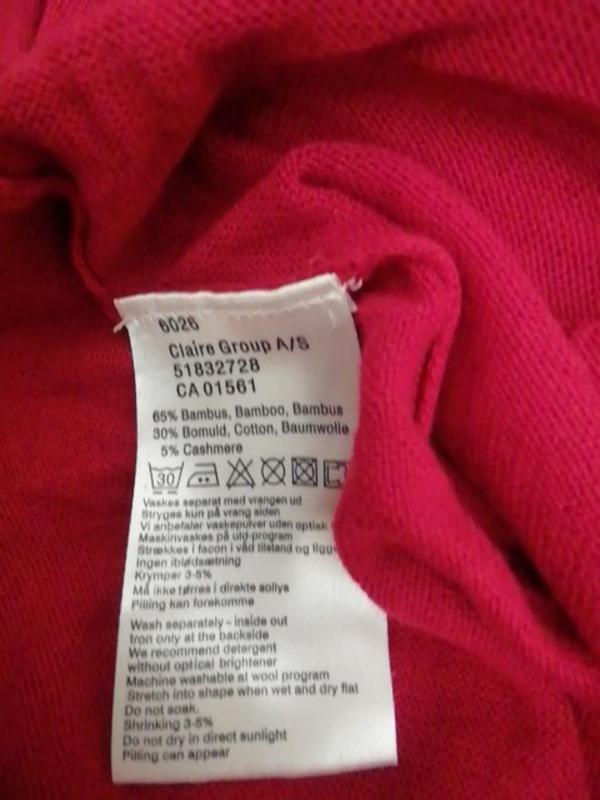 6026
Claire Group A/S
51832728
CA 01561
65% Bambus, Bamboo, Bambus
30% Bomuld, Cotton, Baumwolle
5% Cashmere
30
Vaskes separat med vrangen ud
Stryges kun på vrang siden
Vi anbefaler vaskepulver uden optisk
Maskinvaskes på uld-program
Strækkes i facon i våd tilstand og
Ingen iblødsætning
Krymper 3-5%
Må ikke tørres i direkte sollys
Pilling kan forekomme
Wash separately - inside out
Iron only at the backside
We recommend detergent
without optical brightener
Machine washable at wool program
Stretch into shape when wet and dry flat
Do not soak.
Shrinking 3-5%
Do not dry in direct sunlight
Pilling can appear